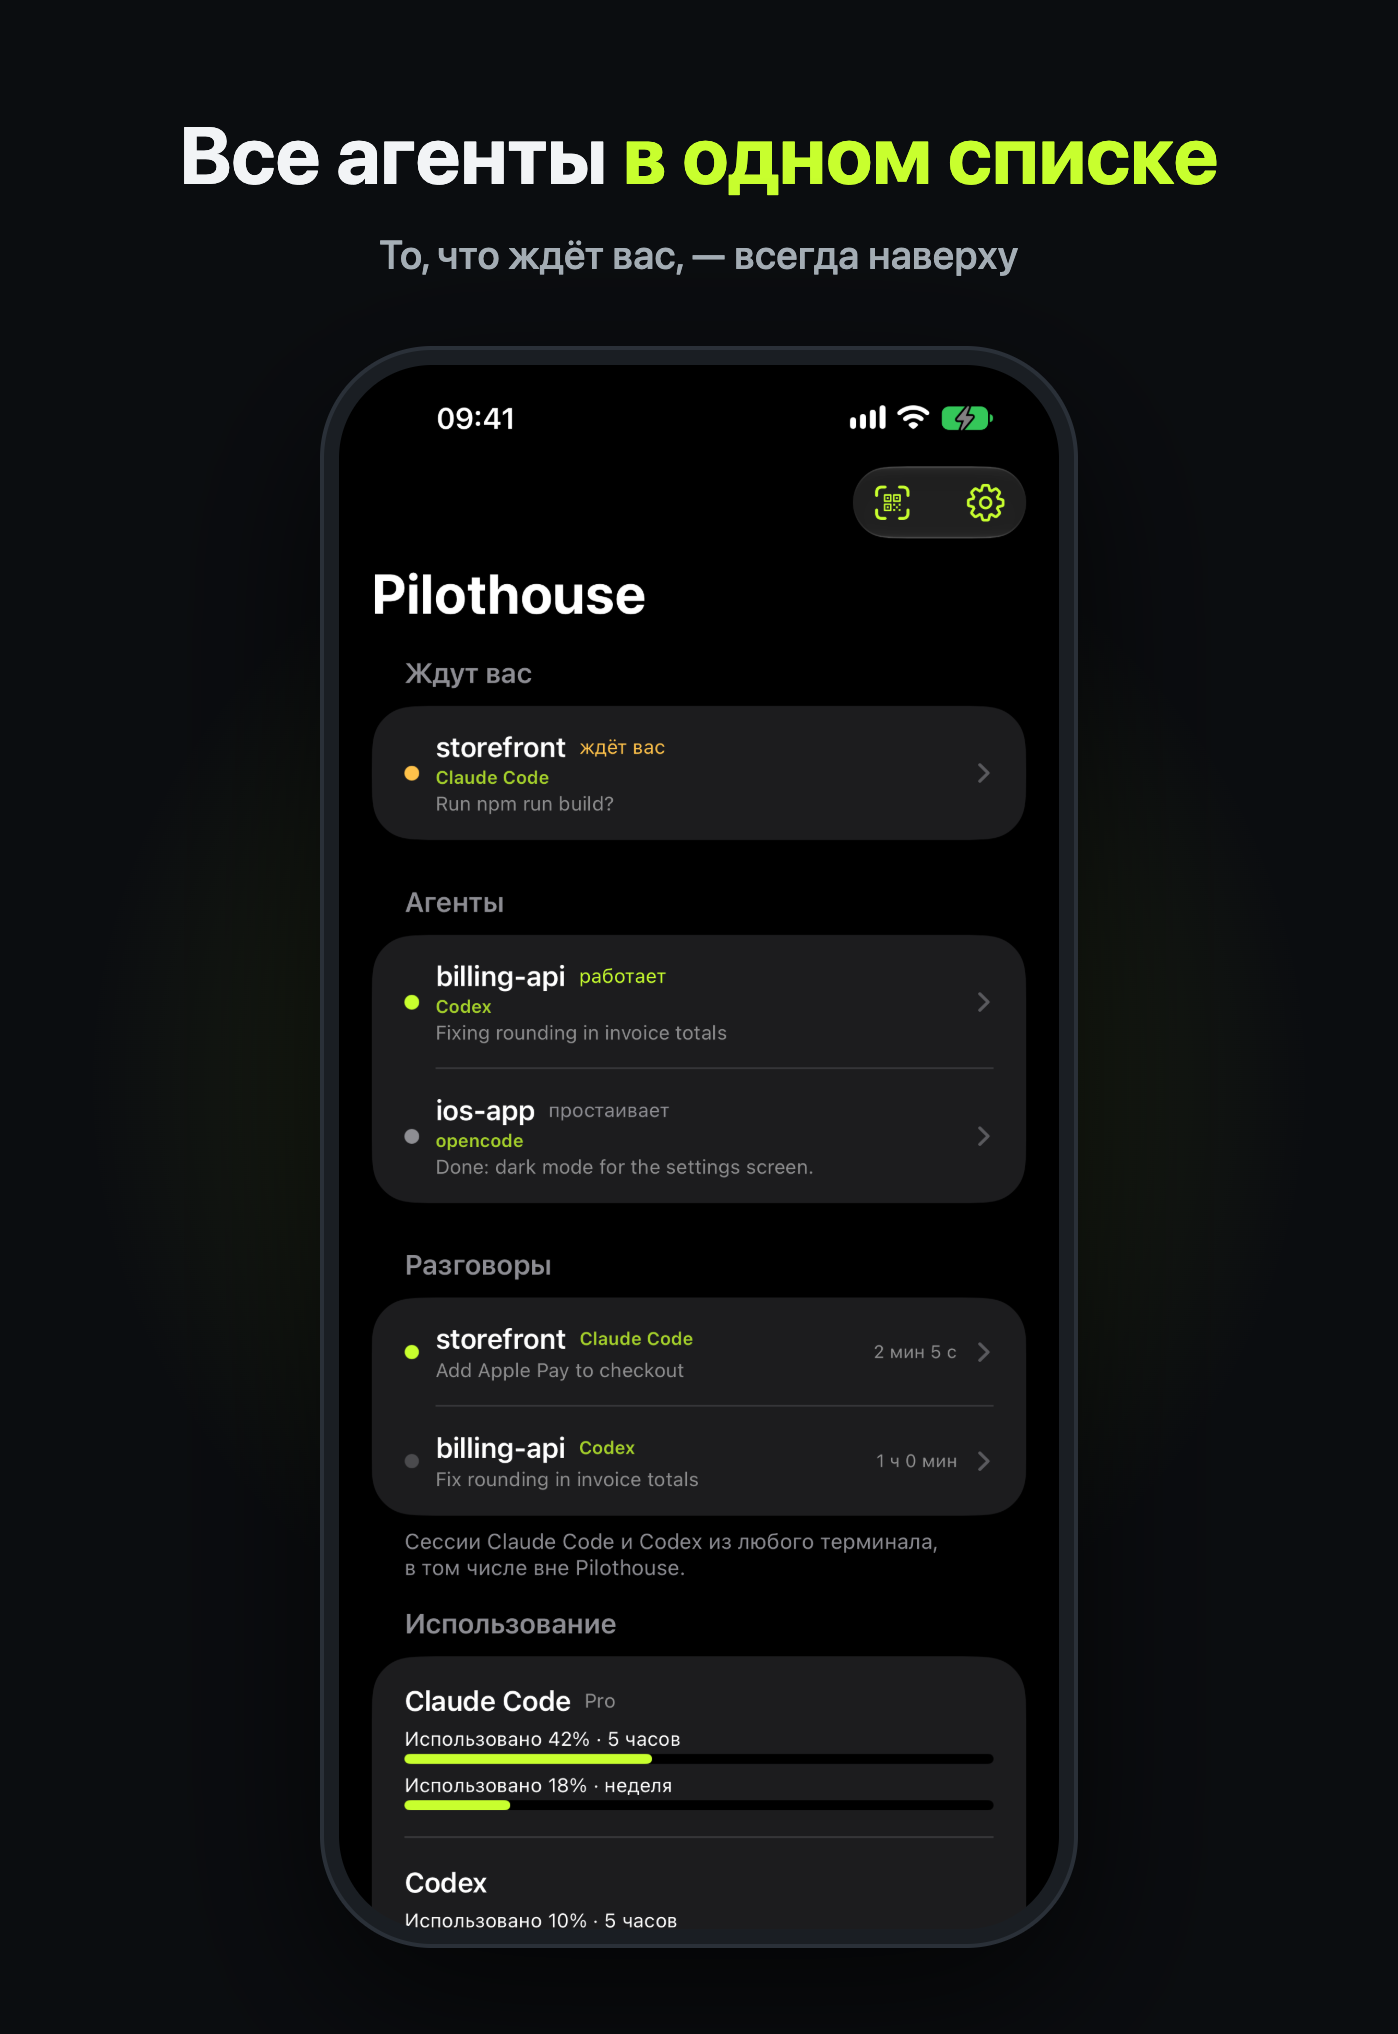 Все агенты в одном списке
То, что ждёт вас, — всегда наверху
09:41
Pilothouse
Ждут вас
storefront ждёт вас
Claude Code
Run npm run build?
Агенты
billing-api работает
Codex
Fixing rounding in invoice totals
ios-app простаивает
opencode
Done: dark mode for the settings screen.
Разговоры
storefront Claude Code
Add Apple Pay to checkout
2 мин 5 с
billing-api Codex
Fix rounding in invoice totals
1 ч 0 мин
Сессии Claude Code и Codex из любого терминала,
в том числе вне Pilothouse.
Использование
Claude Code Pro
Использовано 42% · 5 часов
Использовано 18% · неделя
Codex
Использовано 10% · 5 часов